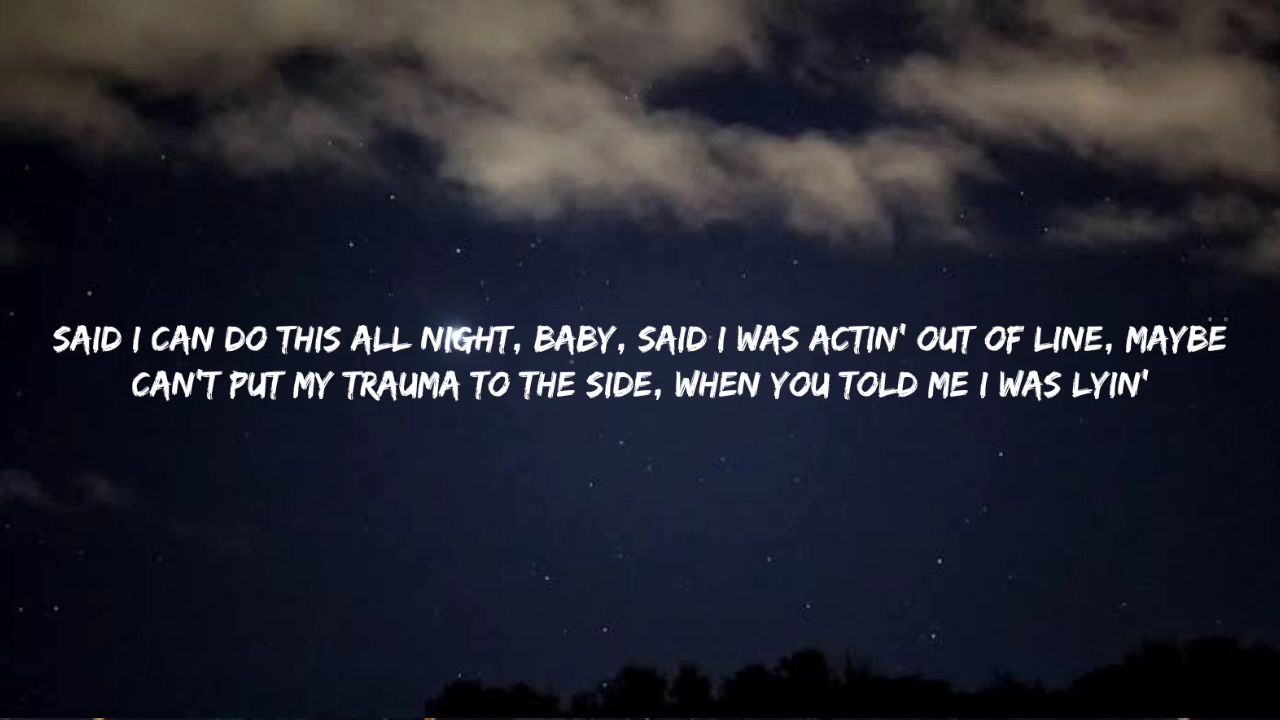 SAID I CAN DO THIS ALL NIGHT, BABY, SAID I WAS ACTIN' OUT OF LINE, MAYBE
CAN'T PUT MY TRAUMA TO THE SIDE, WHEN YOU TOLD ME I WAS LYIN'